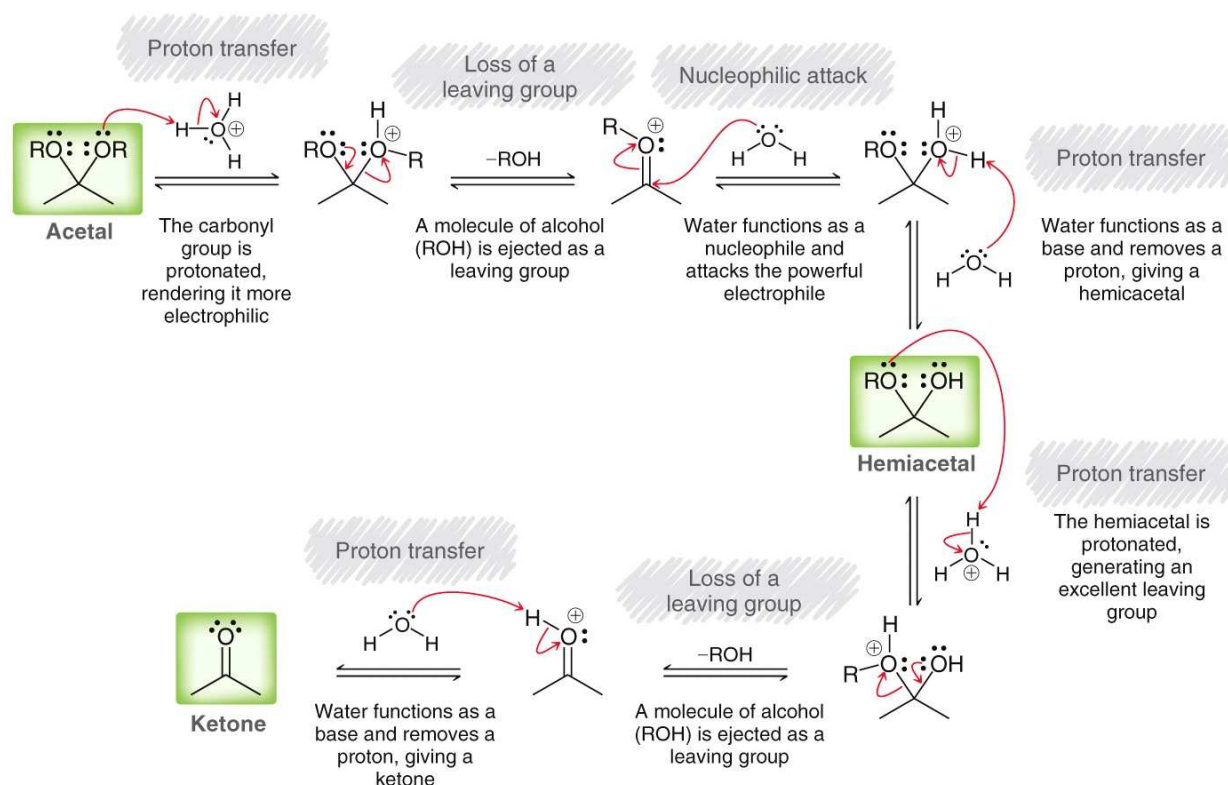 Proton transfer
Loss of a
leaving group
Nucleophilic attack
RO
OR
H
O
H
H
⊕
Acetal
The carbonyl
group is
protonated,
rendering it more
electrophilic
RO
H
O
⊕
R
−ROH
A molecule of alcohol
(ROH) is ejected as a
leaving group
R
O
⊕
O
H
H
Water functions as a
nucleophile and
attacks the powerful
electrophile
RO
H
O
⊕
H
Proton transfer
Water functions as a
base and removes a
proton, giving a
hemicacetal
O
H
H
RO
OH
Hemiacetal
Proton transfer
The hemiacetal is
protonated,
generating an
excellent leaving
group
H
O
H
⊕
H
Proton transfer
Loss of a
leaving group
O
Ketone
H
O
H
Water functions as a
base and removes a
proton, giving a
ketone
H
O
⊕
−ROH
A molecule of alcohol
(ROH) is ejected as a
leaving group
H
⊕
R
O
OH